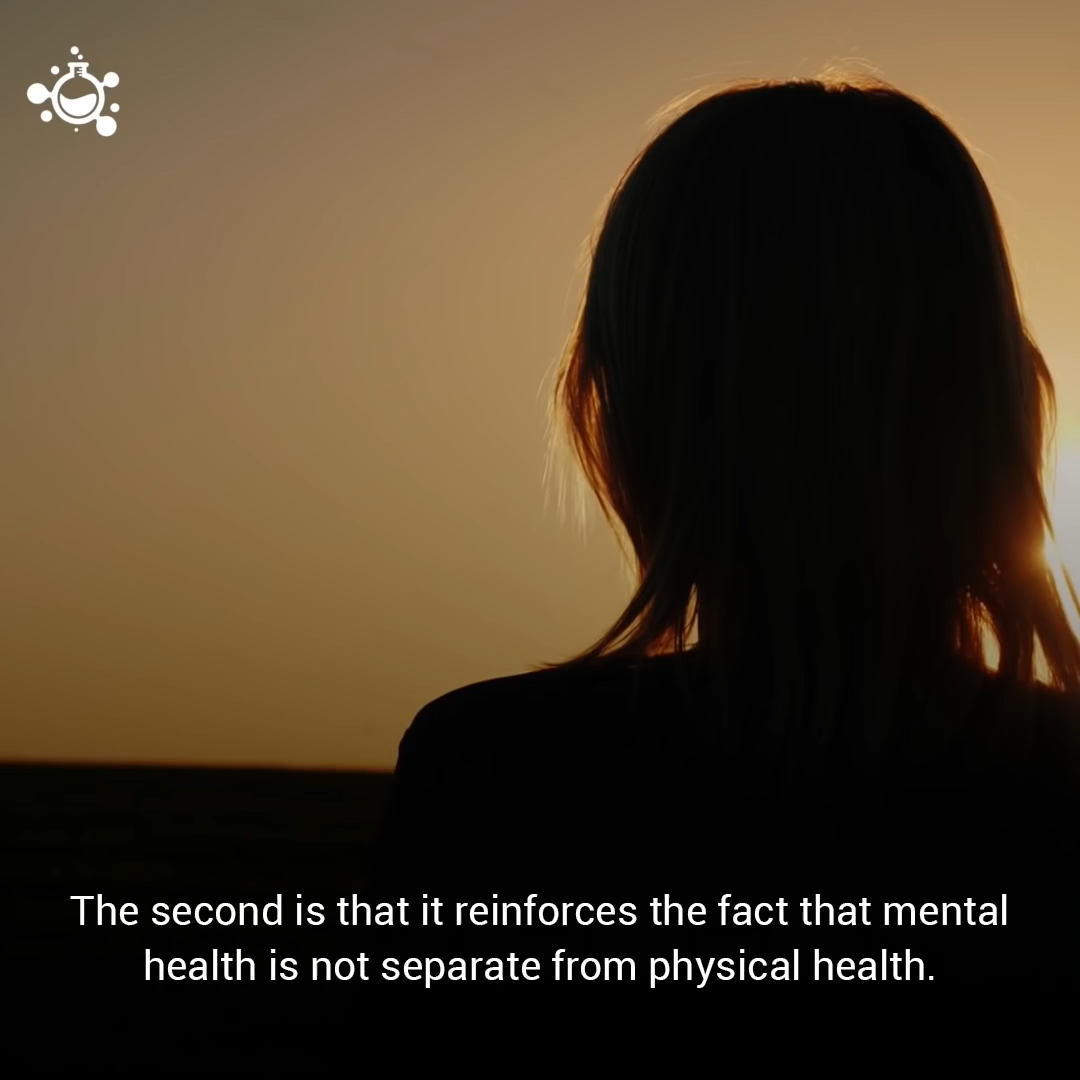 The second is that it reinforces the fact that mental
health is not separate from physical health.